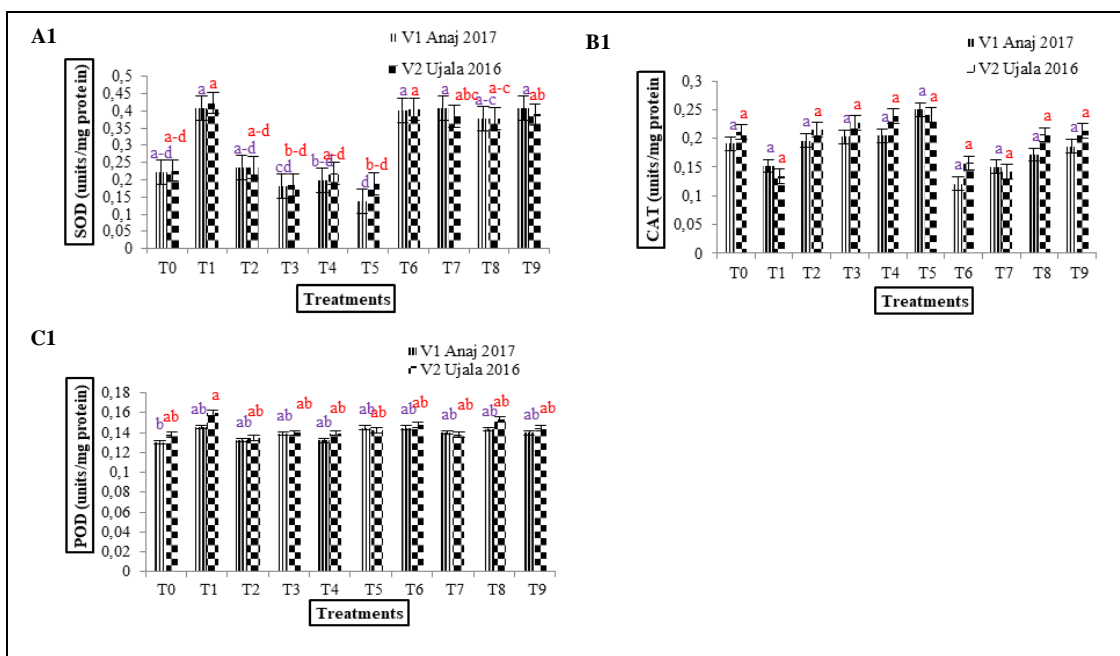 A1
V1 Anaj 2017
V2 Ujala 2016
SOD (units/mg protein)
0,5
0,45
0,4
0,35
0,3
0,25
0,2
0,15
0,1
0,05
0
a-d a-d
a a
a-d a-d
cd b-d
b-d a-d
d b-d
a a
a abc
a-c a-c
a ab
T0 T1 T2 T3 T4 T5 T6 T7 T8 T9
Treatments
B1
V1 Anaj 2017
V2 Ujala 2016
CAT (units/mg protein)
0,3
0,25
0,2
0,15
0,1
0,05
0
a a
a a
a a
a a
a a
a a
a a
a a
a a
a a
T0 T1 T2 T3 T4 T5 T6 T7 T8 T9
Treatments
C1
V1 Anaj 2017
V2 Ujala 2016
POD (units/mg protein)
0,18
0,16
0,14
0,12
0,1
0,08
0,06
0,04
0,02
0
b ab
ab a
ab ab
ab ab
ab ab
ab ab
ab ab
ab ab
ab ab
ab ab
T0 T1 T2 T3 T4 T5 T6 T7 T8 T9
Treatments